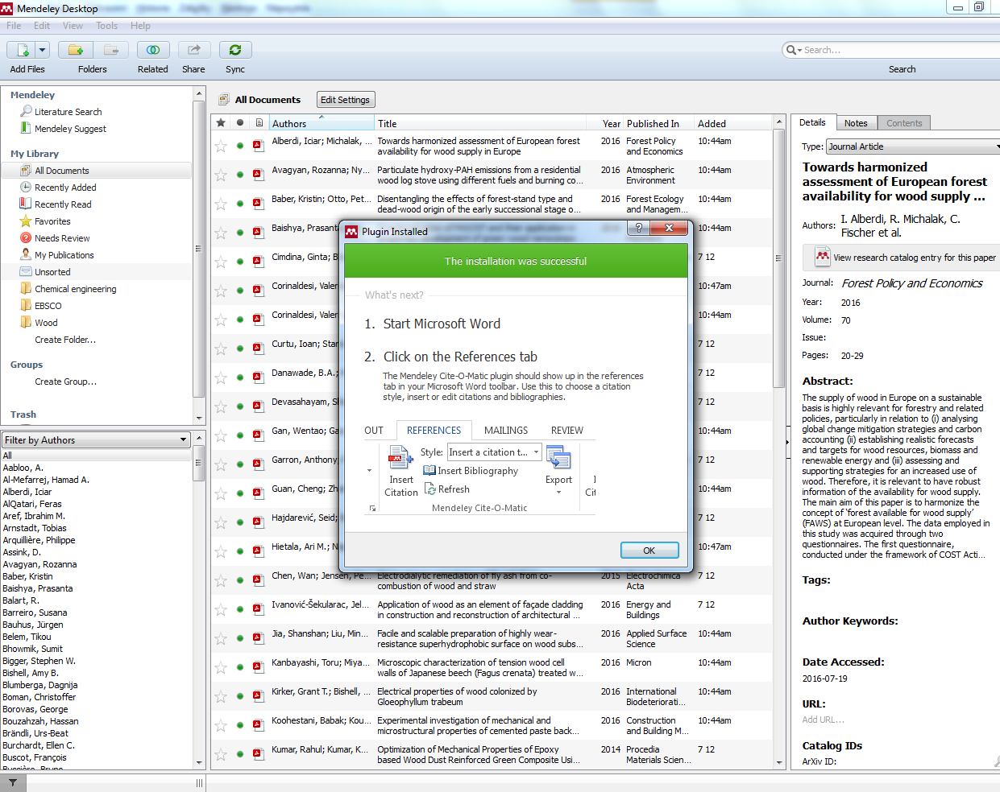 Mendeley Desktop
File Edit View Tools Help
Search...
Add Files Folders Related Share Sync Search
Mendeley
Literature Search
Mendeley Suggest
My Library
All Documents
Recently Added
Recently Read
Favorites
Needs Review
My Publications
Unsorted
Chemical engineering
EBSCO
Wood
Create Folder...
Groups
Create Group...
Trash
Filter by Authors
All
Aabloo, A.
Al-Mefarrej, Hamad A.
Alberdi, Iciar
AlQatari, Feras
Aref, Ibrahim M.
Arnstadt, Tobias
Arquillière, Philippe
Assink, D.
Avagyan, Rozanna
Baber, Kristin
Baishya, Prasanta
Balart, R.
Barreiro, Susana
Bauhus, Jürgen
Belem, Tikou
Bhowmik, Sumit
Bigger, Stephen W.
Bishell, Amy B.
Blumberga, Dagnija
Boman, Christoffer
Borovas, George
Bouzahzah, Hassan
Brändli, Urs-Beat
Burchardt, Ellen C.
Buscot, François
All Documents Edit Settings
Authors Title Year Published In Added
Alberdi, Iciar; Michalak, ... Towards harmonized assessment of European forest 2016 Forest Policy 10:44am
availability for wood supply in Europe and Economics
Avagyan, Rozanna; Ny... Particulate hydroxy-PAH emissions from a residential 2016 Atmospheric 10:44am
wood log stove using different fuels and burning co... Environment
Baber, Kristin; Otto, Pet... Disentangling the effects of forest-stand type and 2016 Forest Ecology 10:44am
dead-wood origin of the early successional stage o... and Managem...
Baishya, Prasanta 10:44am
Cimdina, Ginta; B 7 12
Corinaldesi, Valer 10:47am
Corinaldesi, Valer 10:44am
Curtu, Ioan; Star 7 12
Danawade, B.A.; 7 12
Devasahayam, S 7 12
Gan, Wentao; Ga 10:44am
Garron, Anthony 7 12
Guan, Cheng; Zh 10:44am
Hajdarević, Seid; 7 12
Hietala, Ari M.; N 10:47am
Chen, Wan; Jensen, Pe... Electrodialytic remediation of fly ash from co- 2015 Electrochimica 7 12
combustion of wood and straw Acta
Ivanović-Šekularac, Jel... Application of wood as an element of façade cladding 2016 Energy and 10:44am
in construction and reconstruction of architectural ... Buildings
Jia, Shanshan; Liu, Min... Facile and scalable preparation of highly wear- 2016 Applied Surface 10:44am
resistance superhydrophobic surface on wood subs... Science
Kanbayashi, Toru; Miya... Microscopic characterization of tension wood cell 2016 Micron 10:44am
walls of Japanese beech (Fagus crenata) treated w...
Kirker, Grant T.; Bishell, ... Electrical properties of wood colonized by 2016 International 10:44am
Gloeophyllum trabeum Biodeteriorati...
Koohestani, Babak; Kou... Experimental investigation of mechanical and 2016 Construction 10:44am
microstructural properties of cemented paste back... and Building M...
Kumar, Rahul; Kumar, K... Optimization of Mechanical Properties of Epoxy 2014 Procedia 7 12
based Wood Dust Reinforced Green Composite Usi... Materials Scien...
Plugin Installed
The installation was successful
What's next?
1. Start Microsoft Word
2. Click on the References tab
The Mendeley Cite-O-Matic plugin should show up in the references
tab in your Microsoft Word toolbar. Use this to choose a citation
style, insert or edit citations and bibliographies.
OUT REFERENCES MAILINGS REVIEW
Style: Insert a citation t...
Insert Bibliography
Insert Citation
Refresh
Export
Cit
Mendeley Cite-O-Matic
OK
Details Notes Contents
Type: Journal Article
Towards harmonized
assessment of European forest
availability for wood supply ...
Authors: I. Alberdi, R. Michalak, C.
Fischer et al.
View research catalog entry for this paper
Journal: Forest Policy and Economics
Year: 2016
Volume: 70
Issue:
Pages: 20-29
Abstract:
The supply of wood in Europe on a sustainable
basis is highly relevant for forestry and related
policies, particularly in relation to (i) analysing
global change mitigation strategies and carbon
accounting (ii) establishing realistic forecasts
and targets for wood resources, biomass and
renewable energy and (iii) assessing and
supporting strategies for an increased use of
wood. Therefore, it is relevant to have robust
information of the availability for wood supply.
The main aim of this paper is to harmonize the
concept of 'forest available for wood supply'
(FAWS) at European level. The data employed in
this study was acquired through two
questionnaires. The first questionnaire,
conducted under the framework of COST Acti...
Tags:
Author Keywords:
Date Accessed:
2016-07-19
URL:
Add URL...
Catalog IDs
ArXiv ID: